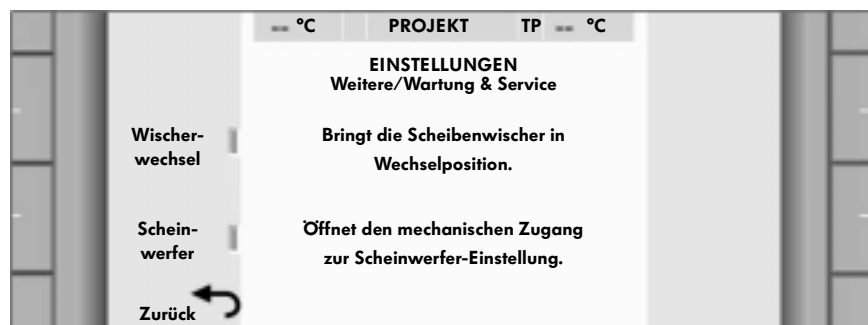 -- °C PROJEKT TP -- °C
EINSTELLUNGEN
Weitere/Wartung & Service
Wischer-
wechsel
Bringt die Scheibenwischer in
Wechselposition.
Schein-
werfer
Öffnet den mechanischen Zugang
zur Scheinwerfer-Einstellung.
Zurück